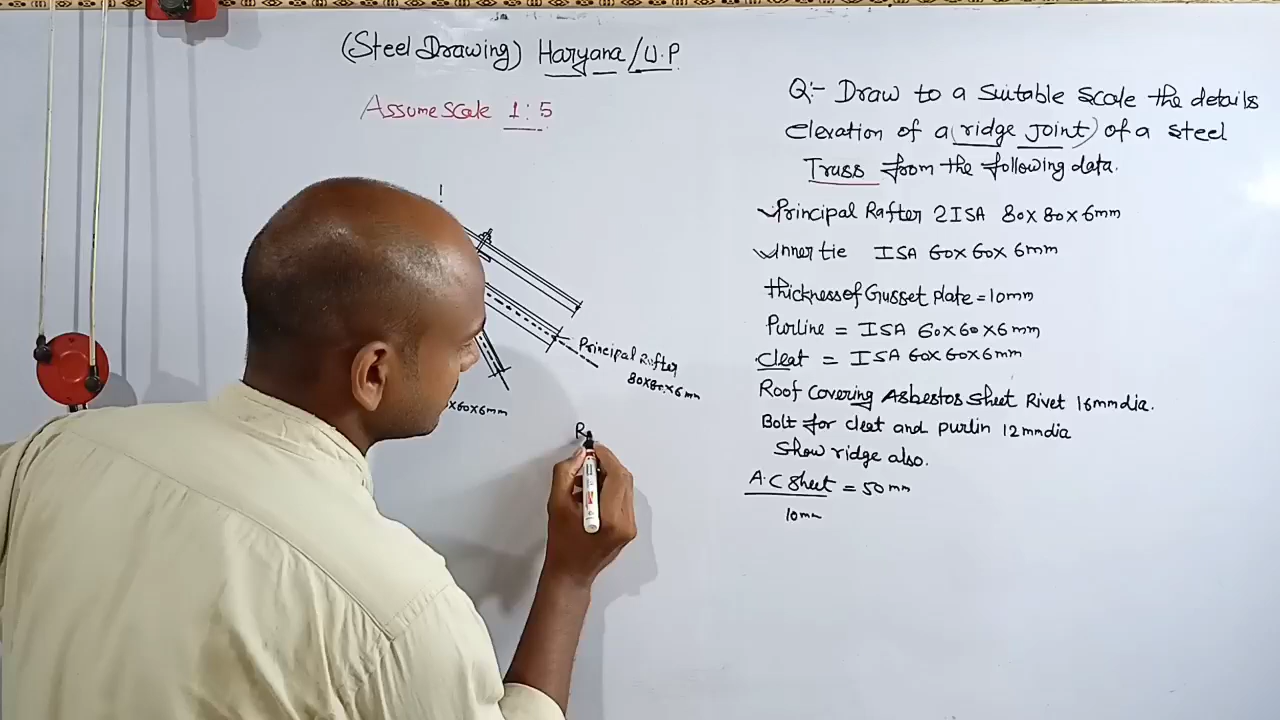 (Steel Drawing) Haryana/U.P
Assume Scale 1:5
Q:- Draw to a suitable scale the details
elevation of a (ridge joint) of a steel
Truss from the following data.
Principal Rafter 2ISA 80x80x6mm
Inner tie ISA 60x60x6mm
thickness of Gusset plate = 10mm
Purline = ISA 60x60x6mm
Cleat = ISA 60x60x6mm
Roof Covering Asbestos Sheet Rivet 16mm dia.
Bolt for cleat and purlin 12mm dia
Show ridge also.
A.C Sheet = 50mm
10mm
Principal Rafter
80x80x6mm
x60x6mm
R